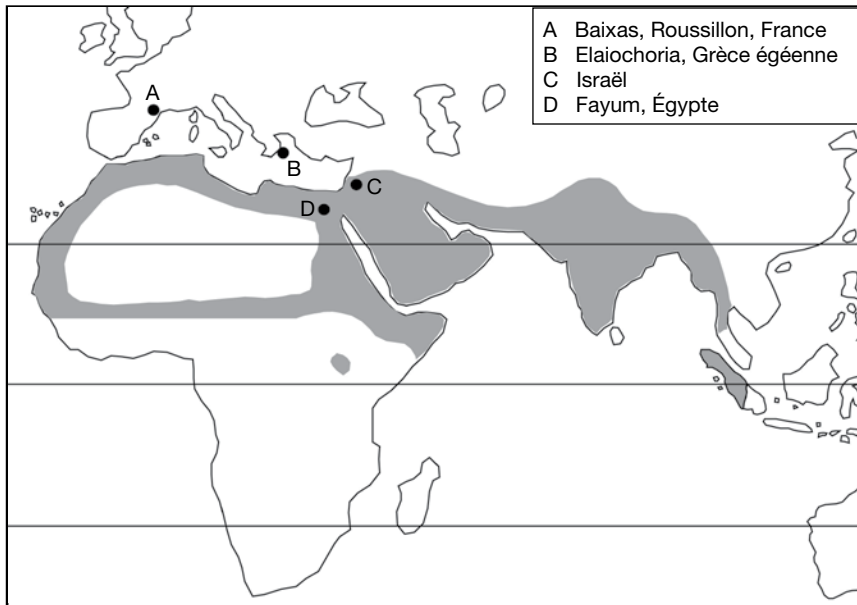 A Baixas, Roussillon, France
B Elaiochoria, Grèce égéenne
C Israël
D Fayum, Égypte
A
B
C
D